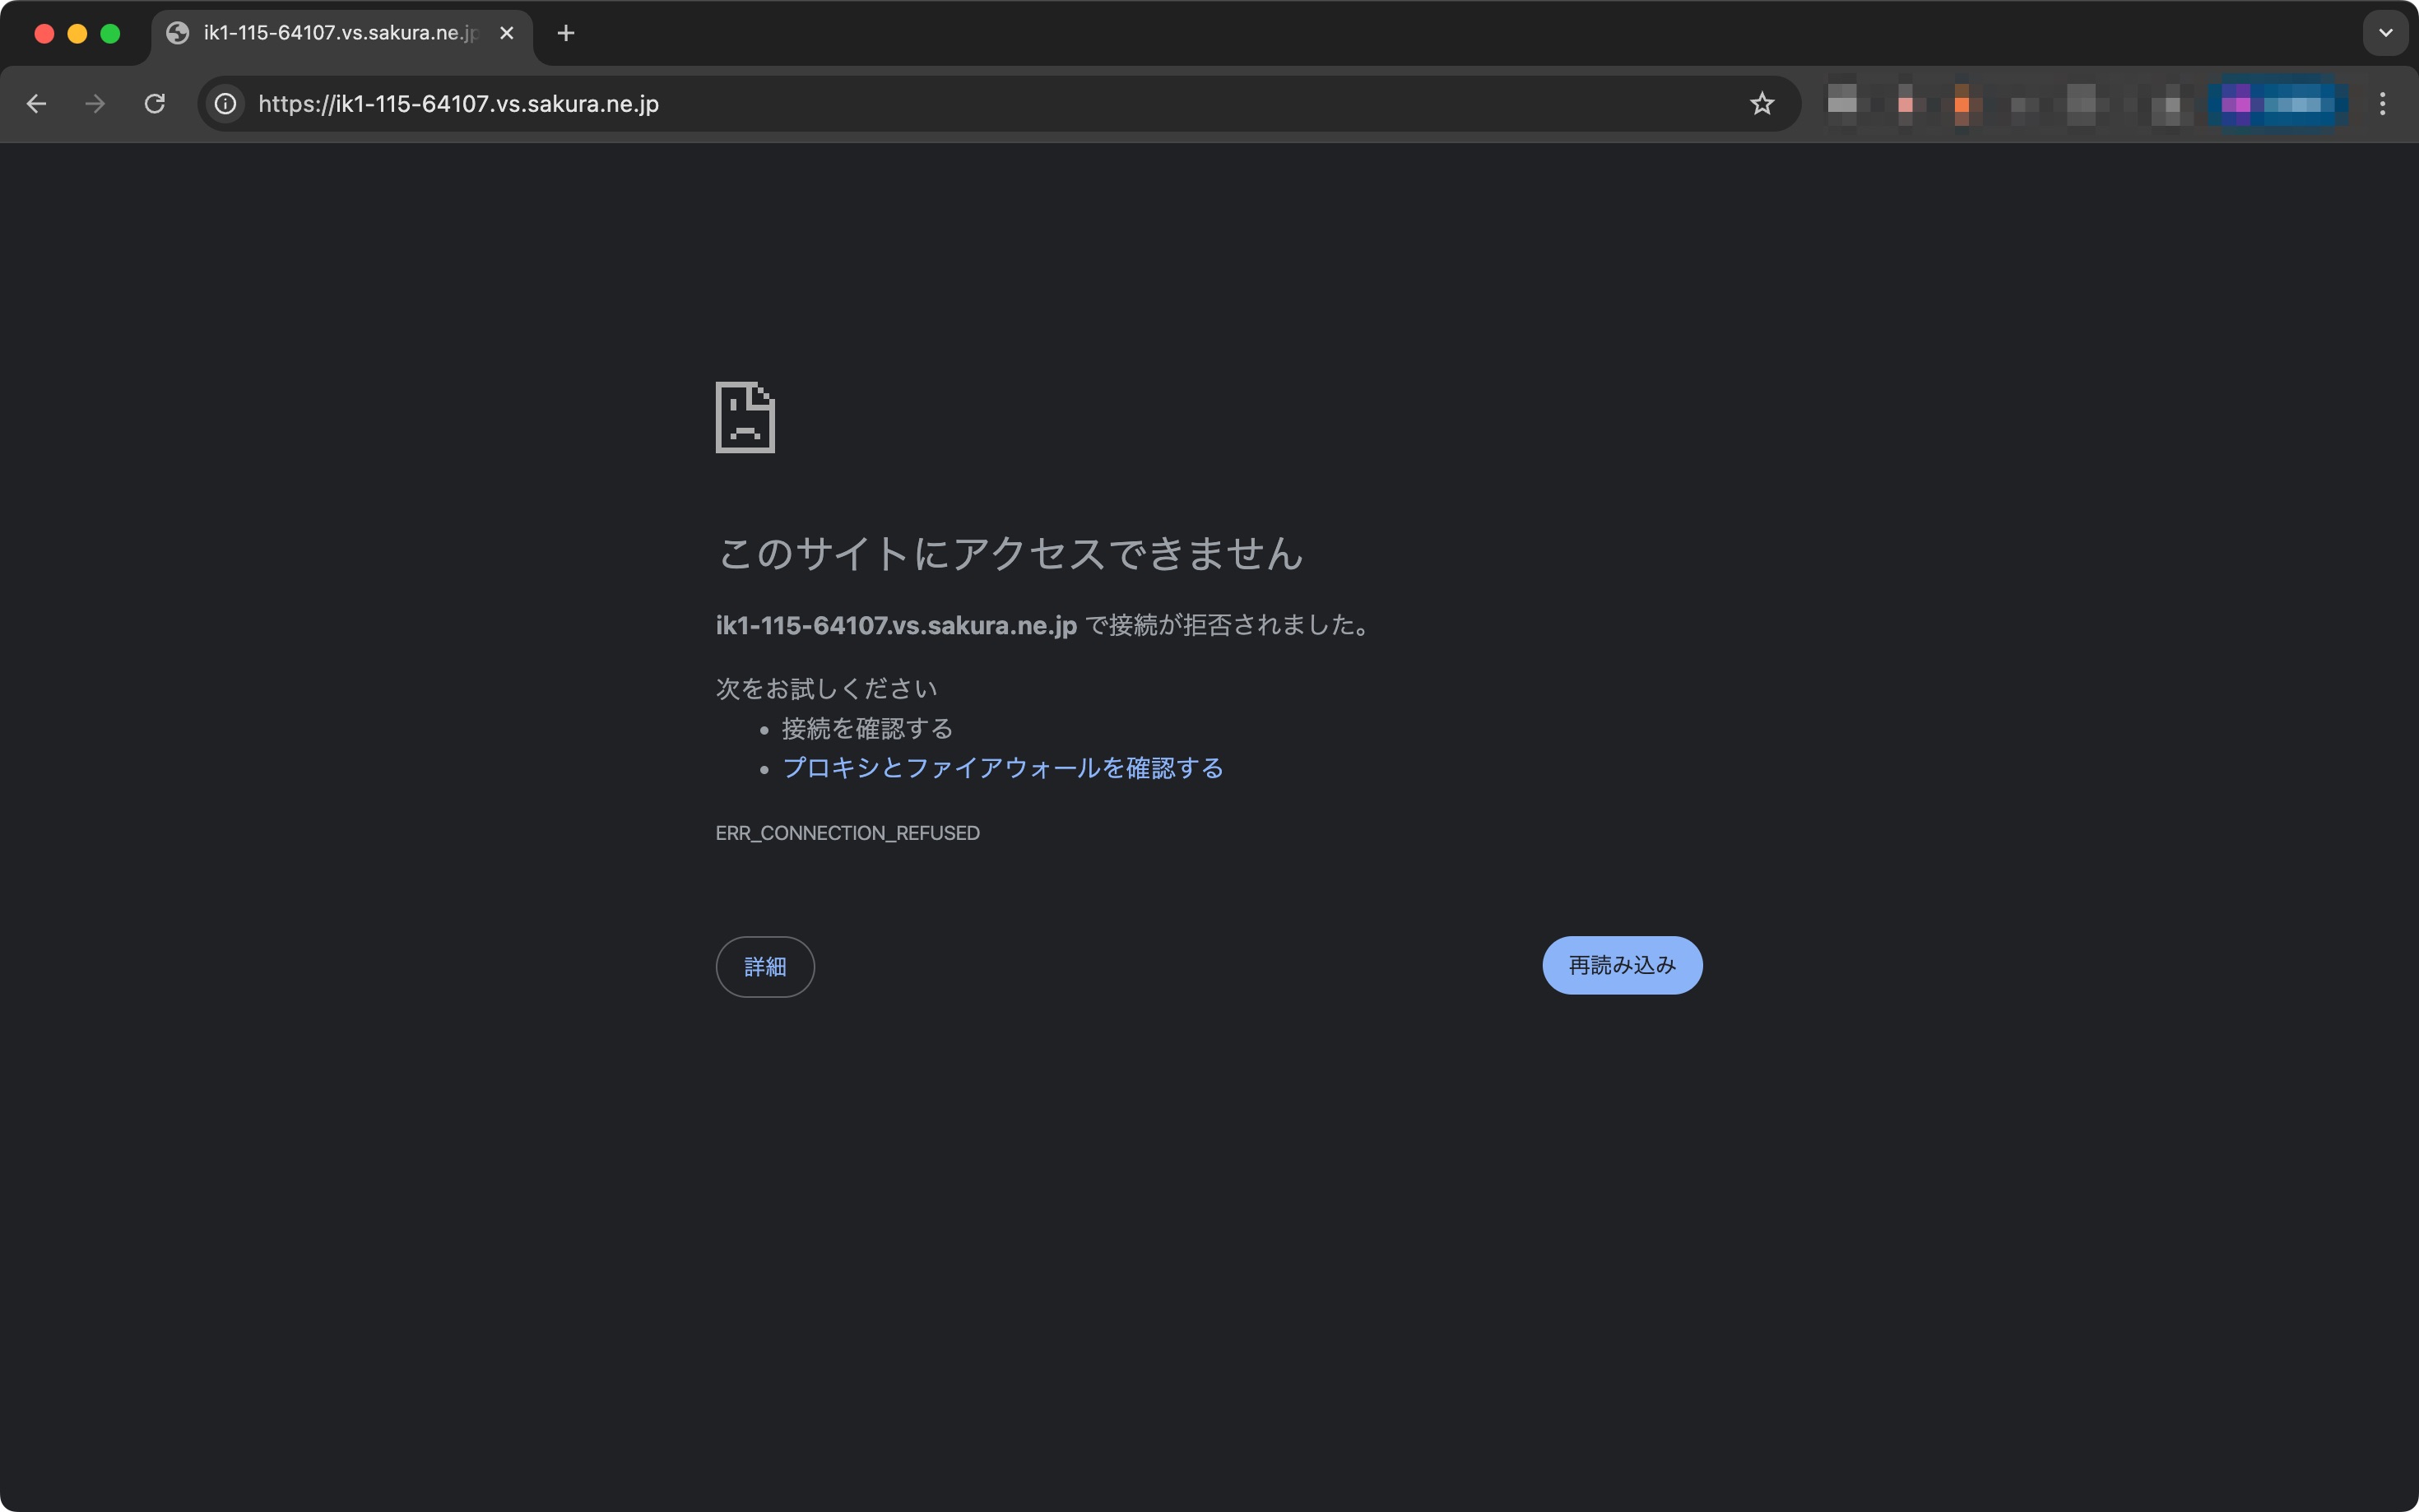 ik1-115-64107.vs.sakura.ne.jp
https://ik1-115-64107.vs.sakura.ne.jp
このサイトにアクセスできません
ik1-115-64107.vs.sakura.ne.jp で接続が拒否されました。
次をお試しください
• 接続を確認する
• プロキシとファイアウォールを確認する
ERR_CONNECTION_REFUSED
詳細
再読み込み